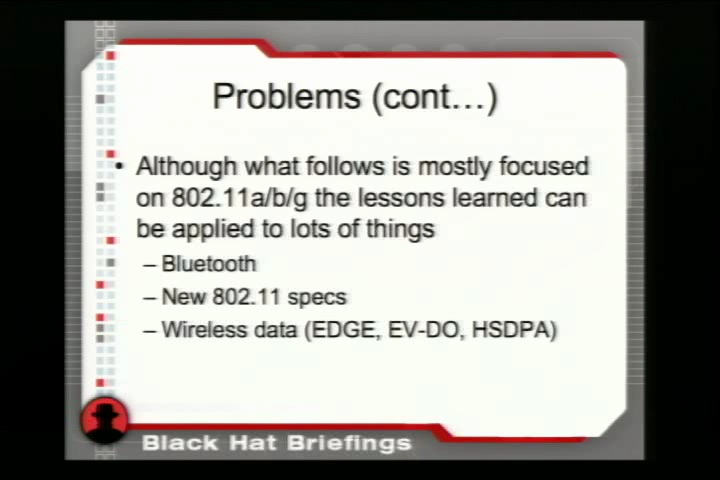 Problems (cont…)
• Although what follows is mostly focused
on 802.11a/b/g the lessons learned can
be applied to lots of things
– Bluetooth
– New 802.11 specs
– Wireless data (EDGE, EV-DO, HSDPA)
Black Hat Briefings